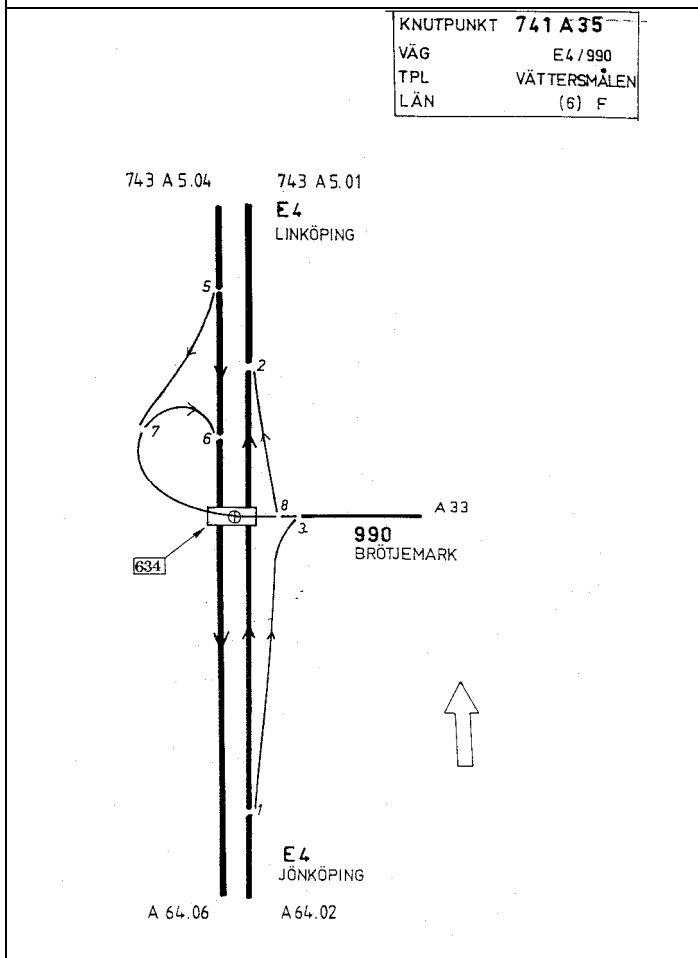 KNUTPUNKT 741 A35
VÄG E4/990
TPL VÄTTERSMÅLEN
LÄN (6) F
743 A 5.04 743 A 5.01
E4
LINKÖPING
5
2
7
6
8
A 33
3
990
BRÖTJEMARK
634
1
E4
JÖNKÖPING
A 64.06 A 64.02